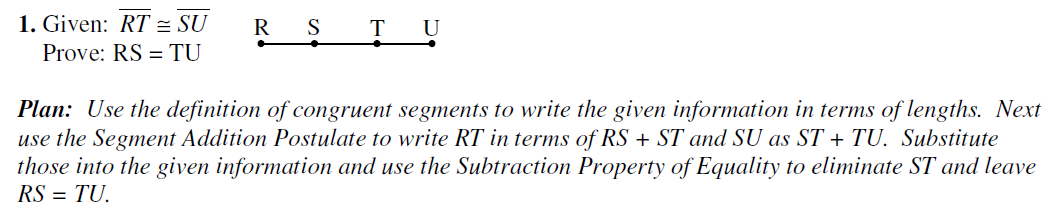 1. Given: RT ≅ SU
R S T U
Prove: RS = TU
Plan: Use the definition of congruent segments to write the given information in terms of lengths. Next
use the Segment Addition Postulate to write RT in terms of RS + ST and SU as ST + TU. Substitute
those into the given information and use the Subtraction Property of Equality to eliminate ST and leave
RS = TU.